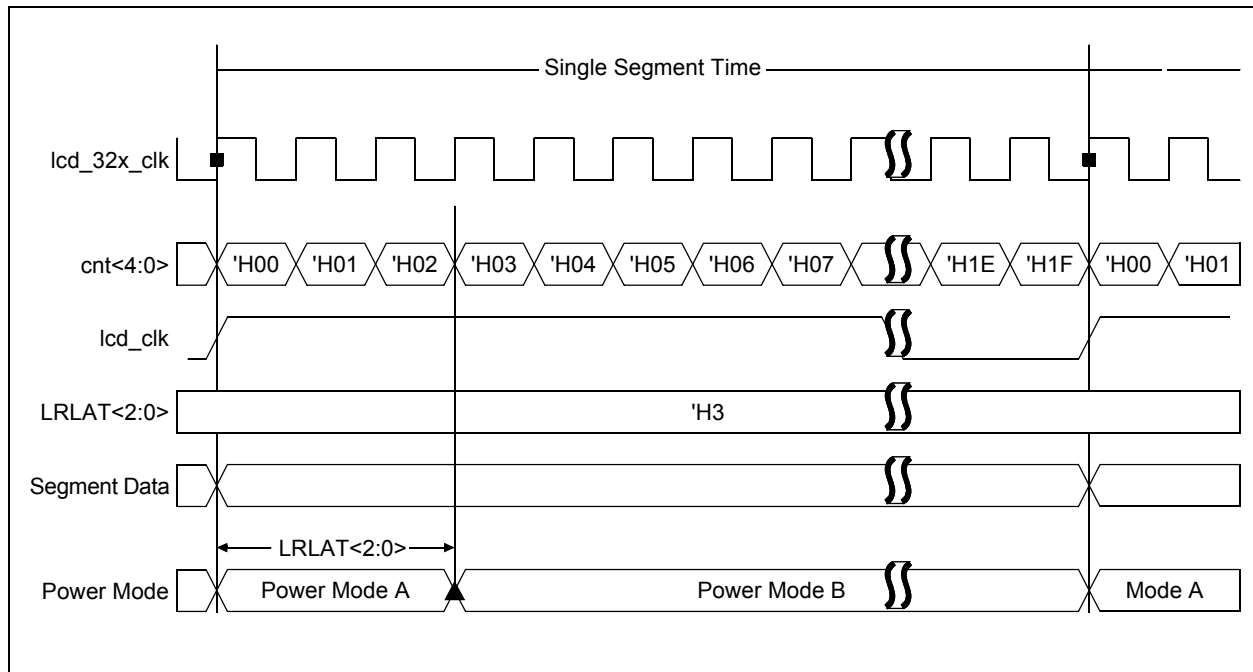 Single Segment Time
lcd_32x_clk
cnt<4:0> 'H00 'H01 'H02 'H03 'H04 'H05 'H06 'H07 'H1E 'H1F 'H00 'H01
lcd_clk
LRLAT<2:0> 'H3
Segment Data
LRLAT<2:0>
Power Mode Power Mode A Power Mode B Mode A